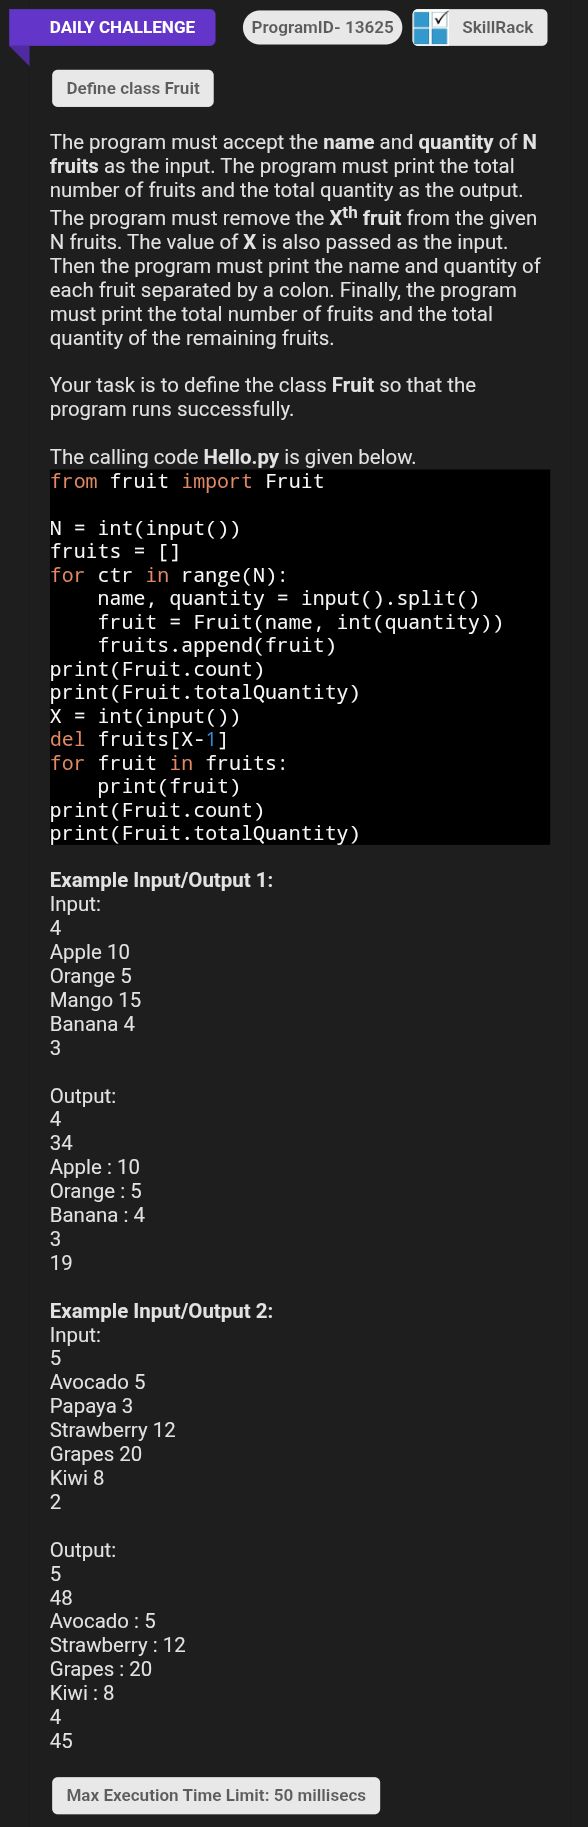 DAILY CHALLENGE
ProgramID- 13625
SkillRack
Define class Fruit
The program must accept the name and quantity of N
fruits as the input. The program must print the total
number of fruits and the total quantity as the output.
The program must remove the Xth fruit from the given
N fruits. The value of X is also passed as the input.
Then the program must print the name and quantity of
each fruit separated by a colon. Finally, the program
must print the total number of fruits and the total
quantity of the remaining fruits.
Your task is to define the class Fruit so that the
program runs successfully.
The calling code Hello.py is given below.
from fruit import Fruit
N = int(input())
fruits = []
for ctr in range(N):
    name, quantity = input().split()
    fruit = Fruit(name, int(quantity))
    fruits.append(fruit)
print(Fruit.count)
print(Fruit.totalQuantity)
X = int(input())
del fruits[X-1]
for fruit in fruits:
    print(fruit)
print(Fruit.count)
print(Fruit.totalQuantity)
Example Input/Output 1:
Input:
4
Apple 10
Orange 5
Mango 15
Banana 4
3
Output:
4
34
Apple : 10
Orange : 5
Banana : 4
3
19
Example Input/Output 2:
Input:
5
Avocado 5
Papaya 3
Strawberry 12
Grapes 20
Kiwi 8
2
Output:
5
48
Avocado : 5
Strawberry : 12
Grapes : 20
Kiwi : 8
4
45
Max Execution Time Limit: 50 millisecs